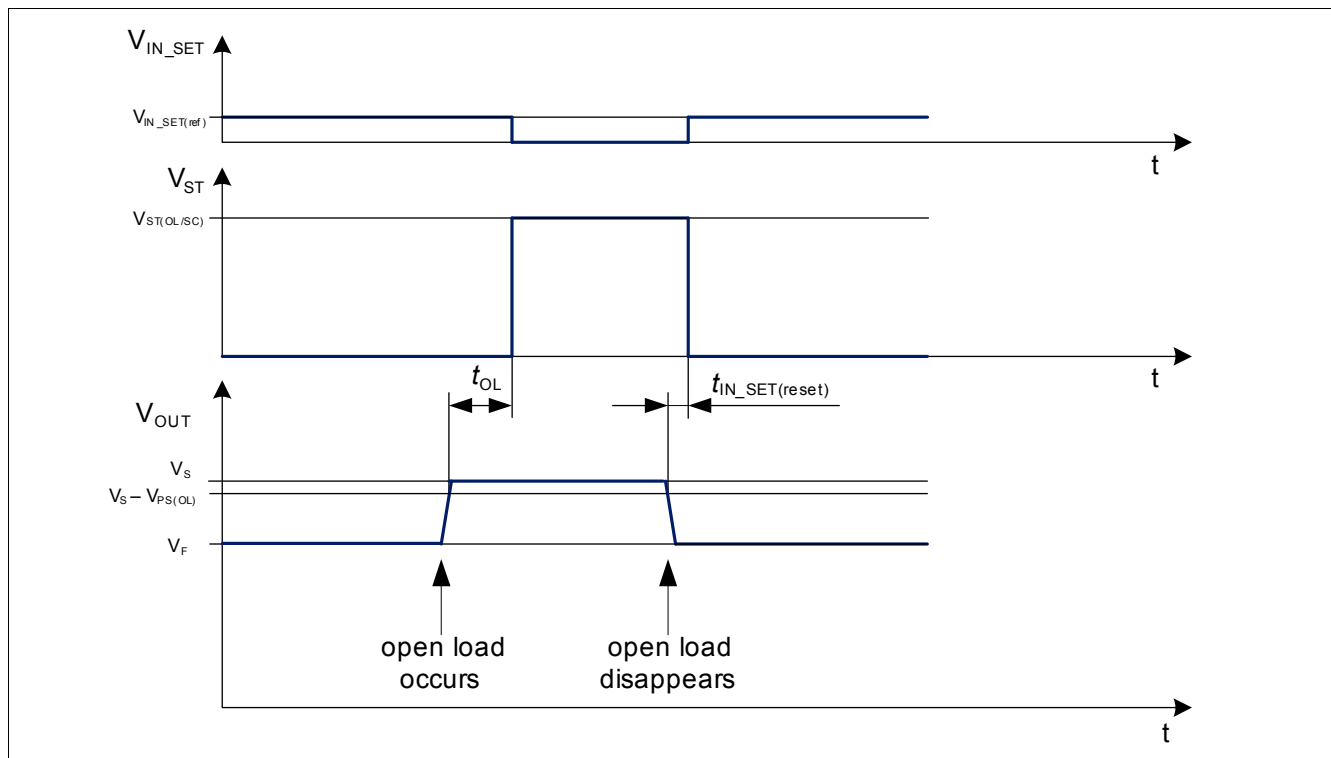 V_IN_SET
V_IN_SET(ref)
t
V_ST
V_ST(OL/SC)
t
t_OL
t_IN_SET(reset)
V_OUT
V_S
V_S – V_PS(OL)
V_F
open load
occurs
open load
disappears
t